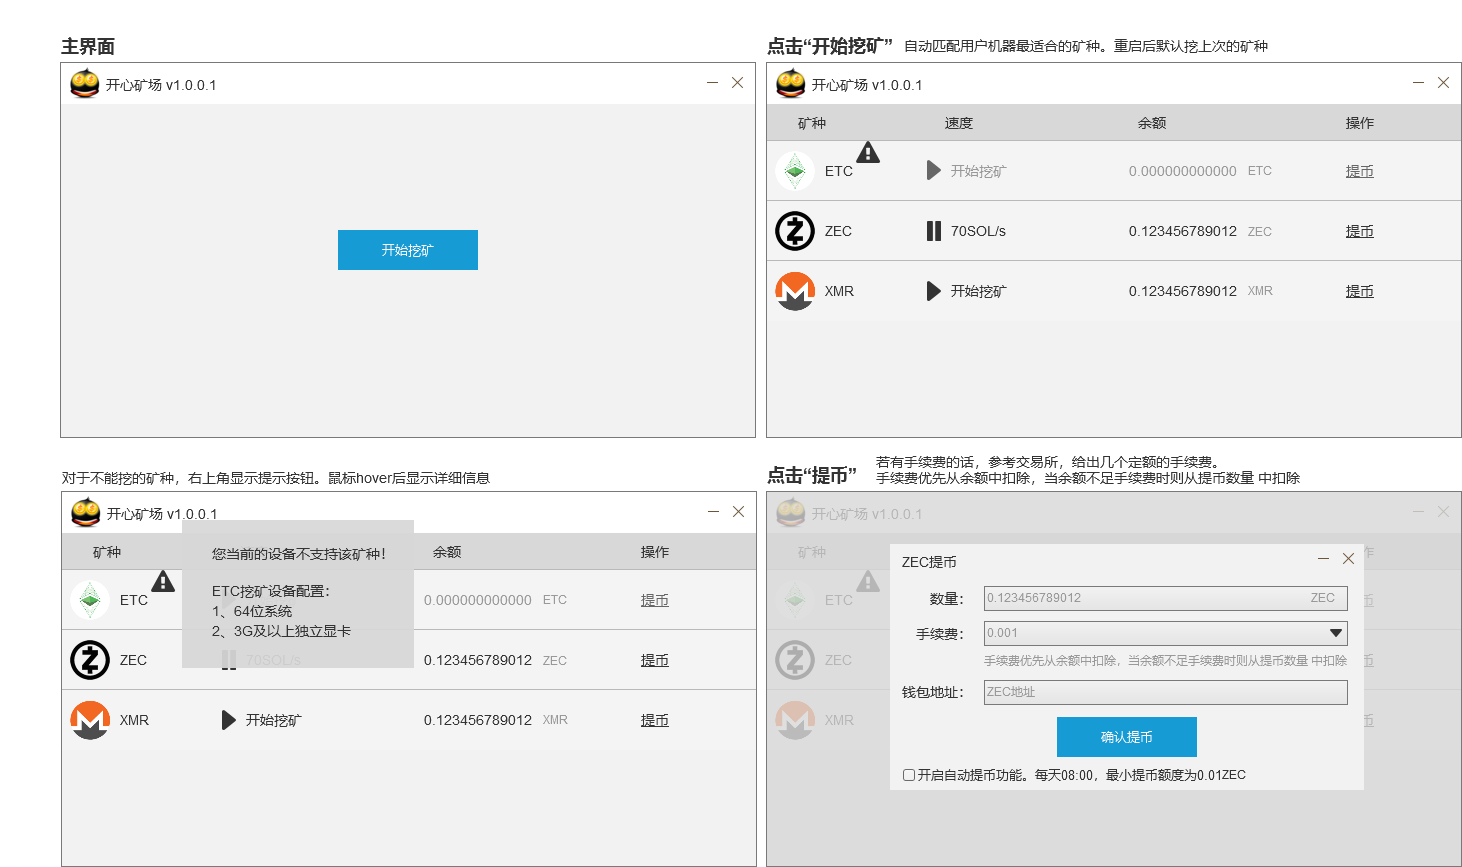 主界面
开心矿场 v1.0.0.1
开始挖矿
点击“开始挖矿” 自动匹配用户机器最适合的矿种。重启后默认挖上次的矿种
开心矿场 v1.0.0.1
矿种 速度 余额 操作
ETC 开始挖矿 0.000000000000 ETC 提币
ZEC 70SOL/s 0.123456789012 ZEC 提币
XMR 开始挖矿 0.123456789012 XMR 提币
对于不能挖的矿种，右上角显示提示按钮。鼠标hover后显示详细信息
开心矿场 v1.0.0.1
矿种 余额 操作
您当前的设备不支持该矿种！
ETC挖矿设备配置：
1、64位系统
2、3G及以上独立显卡
ETC 0.000000000000 ETC 提币
ZEC 70SOL/s 0.123456789012 ZEC 提币
XMR 开始挖矿 0.123456789012 XMR 提币
点击“提币”
若有手续费的话，参考交易所，给出几个定额的手续费。
手续费优先从余额中扣除，当余额不足手续费时则从提币数量 中扣除
开心矿场 v1.0.0.1
矿种 作
ETC 币
ZEC 币
XMR 币
ZEC提币
数量： 0.123456789012 ZEC
手续费： 0.001
手续费优先从余额中扣除，当余额不足手续费时则从提币数量 中扣除
钱包地址： ZEC地址
确认提币
开启自动提币功能。每天08:00，最小提币额度为0.01ZEC